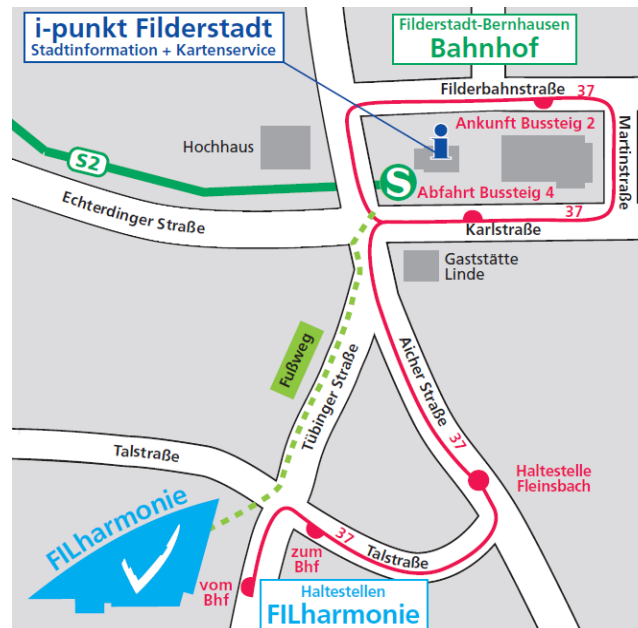 i-punkt Filderstadt
Stadtinformation + Kartenservice
Filderstadt-Bernhausen
Bahnhof
Filderbahnstraße
37
Ankunft Bussteig 2
Martinstraße
Hochhaus
i
S2
S
Abfahrt Bussteig 4
37
Echterdinger Straße
Karlstraße
Gaststätte
Linde
Fußweg
Tübinger Straße
Aicher Straße
37
Talstraße
Haltestelle
Fleinsbach
FILharmonie
37
Talstraße
zum
Bhf
vom
Bhf
Haltestellen
FILharmonie